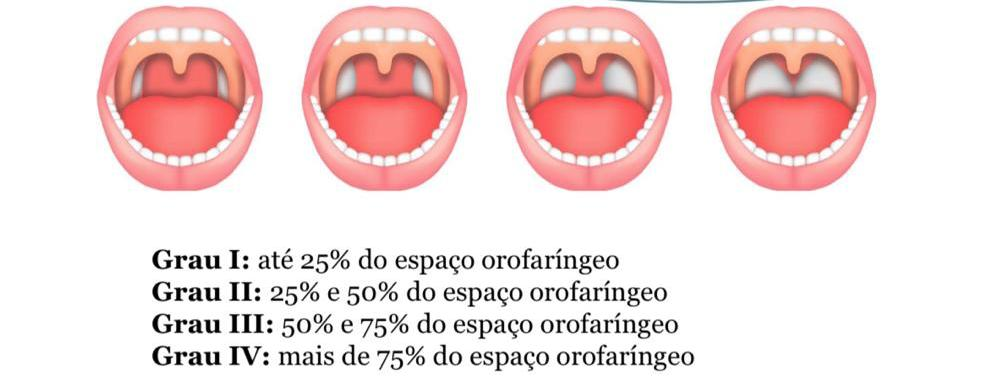 Grau I: até 25% do espaço orofaríngeo
Grau II: 25% e 50% do espaço orofaríngeo
Grau III: 50% e 75% do espaço orofaríngeo
Grau IV: mais de 75% do espaço orofaríngeo